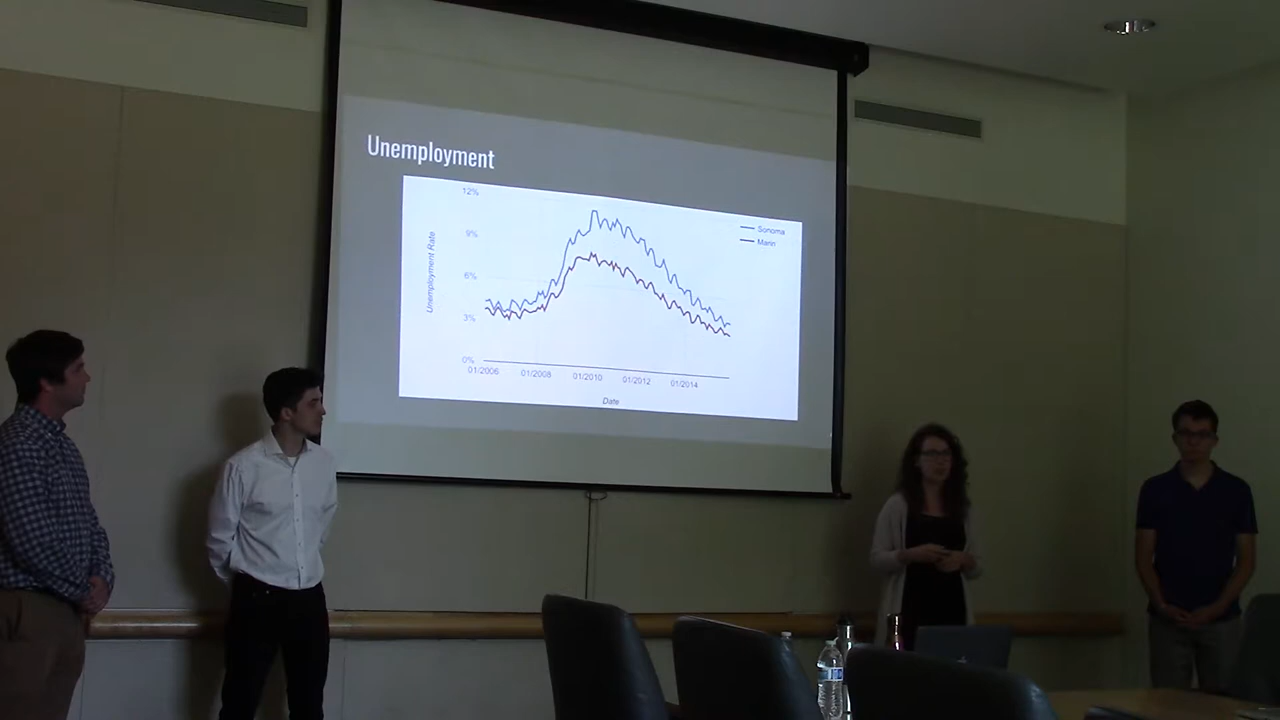 Unemployment
12%
9%
6%
3%
0%
Unemployment Rate
Sonoma
Marin
01/2006
01/2008
01/2010
01/2012
01/2014
Date